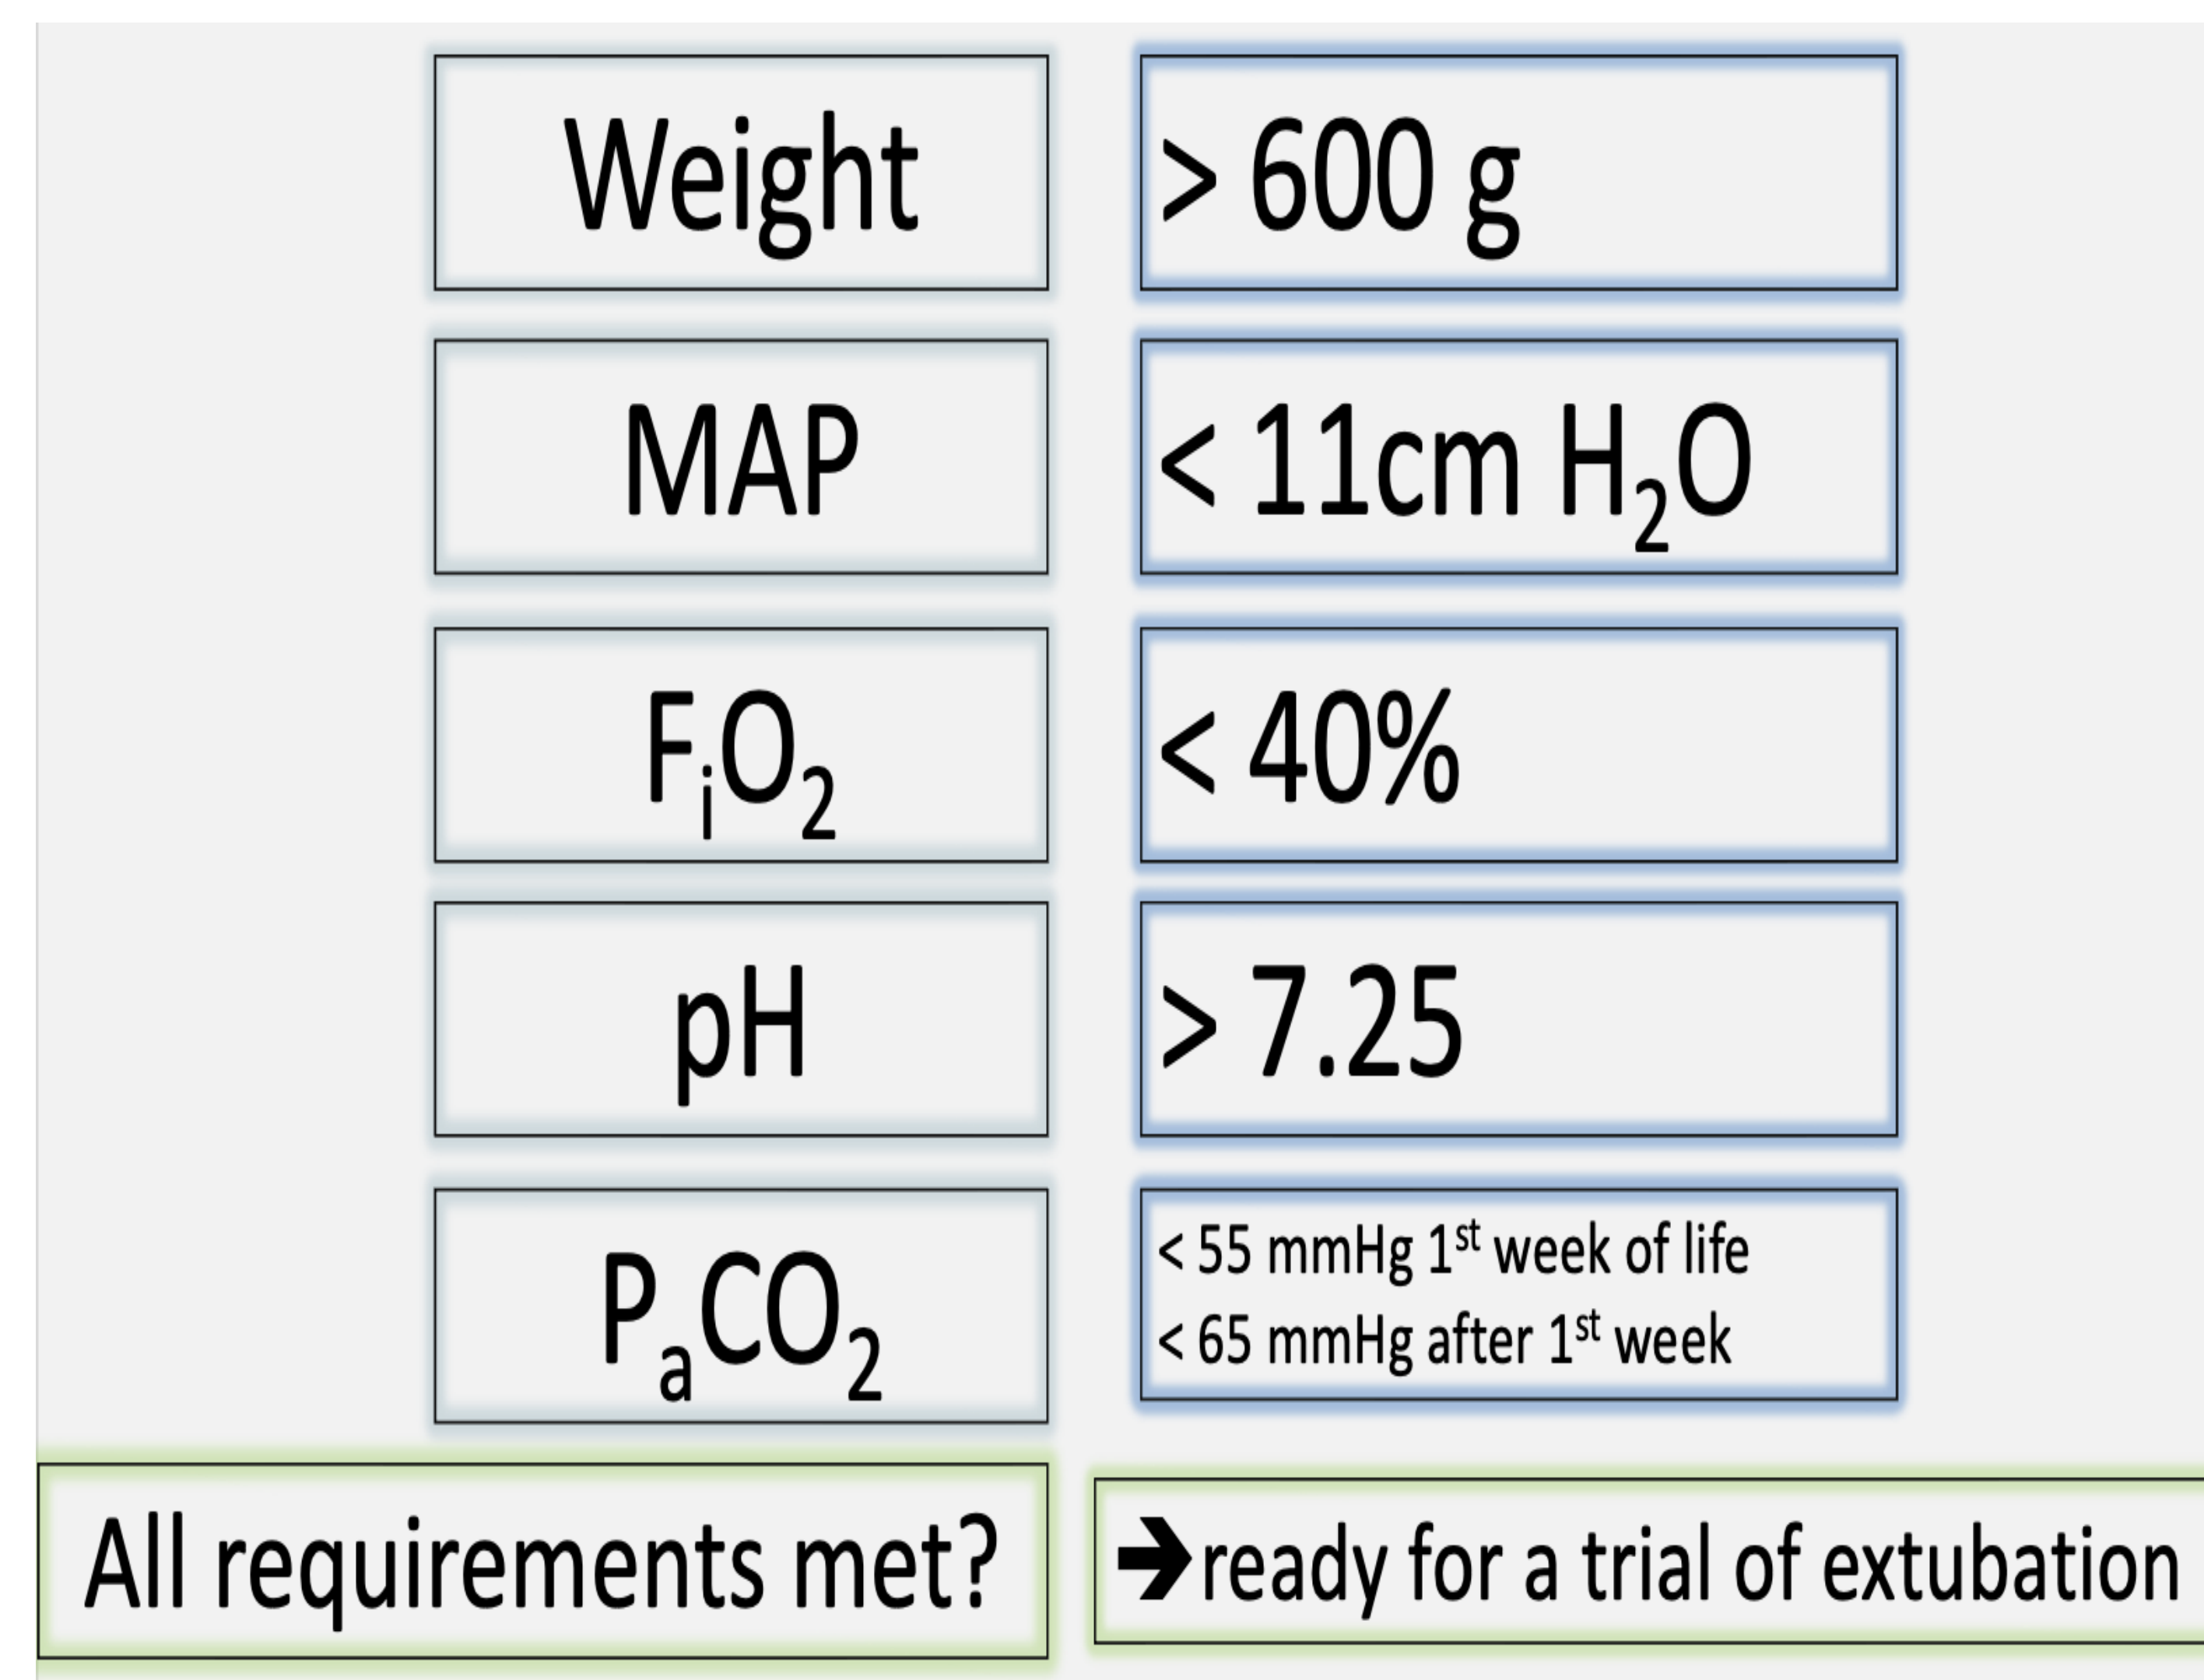 Weight
> 600 g
MAP
< 11cm H₂O
FᵢO₂
< 40%
pH
> 7.25
PₐCO₂
< 55 mmHg 1ˢᵗ week of life
< 65 mmHg after 1ˢᵗ week
All requirements met?
➔ready for a trial of extubation